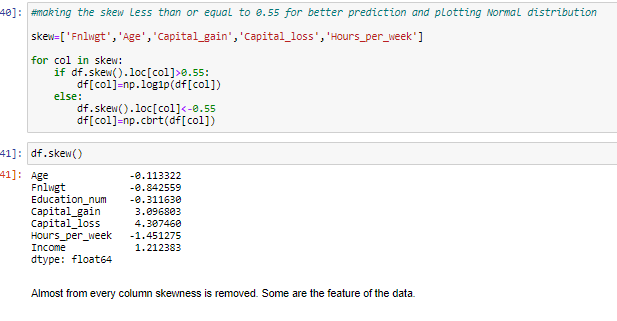 40]: #making the skew less than or equal to 0.55 for better prediction and plotting Normal distribution
skew=['Fnlwgt','Age','Capital_gain','Capital_loss','Hours_per_week']
for col in skew:
if df.skew().loc[col]>0.55:
df[col]=np.log1p(df[col])
else:
df.skew().loc[col]<-0.55
df[col]=np.cbrt(df[col])
41]: df.skew()
41]: Age -0.113322
Fnlwgt -0.842559
Education_num -0.311630
Capital_gain 3.096803
Capital_loss 4.307460
Hours_per_week -1.451275
Income 1.212383
dtype: float64
Almost from every column skewness is removed. Some are the feature of the data.